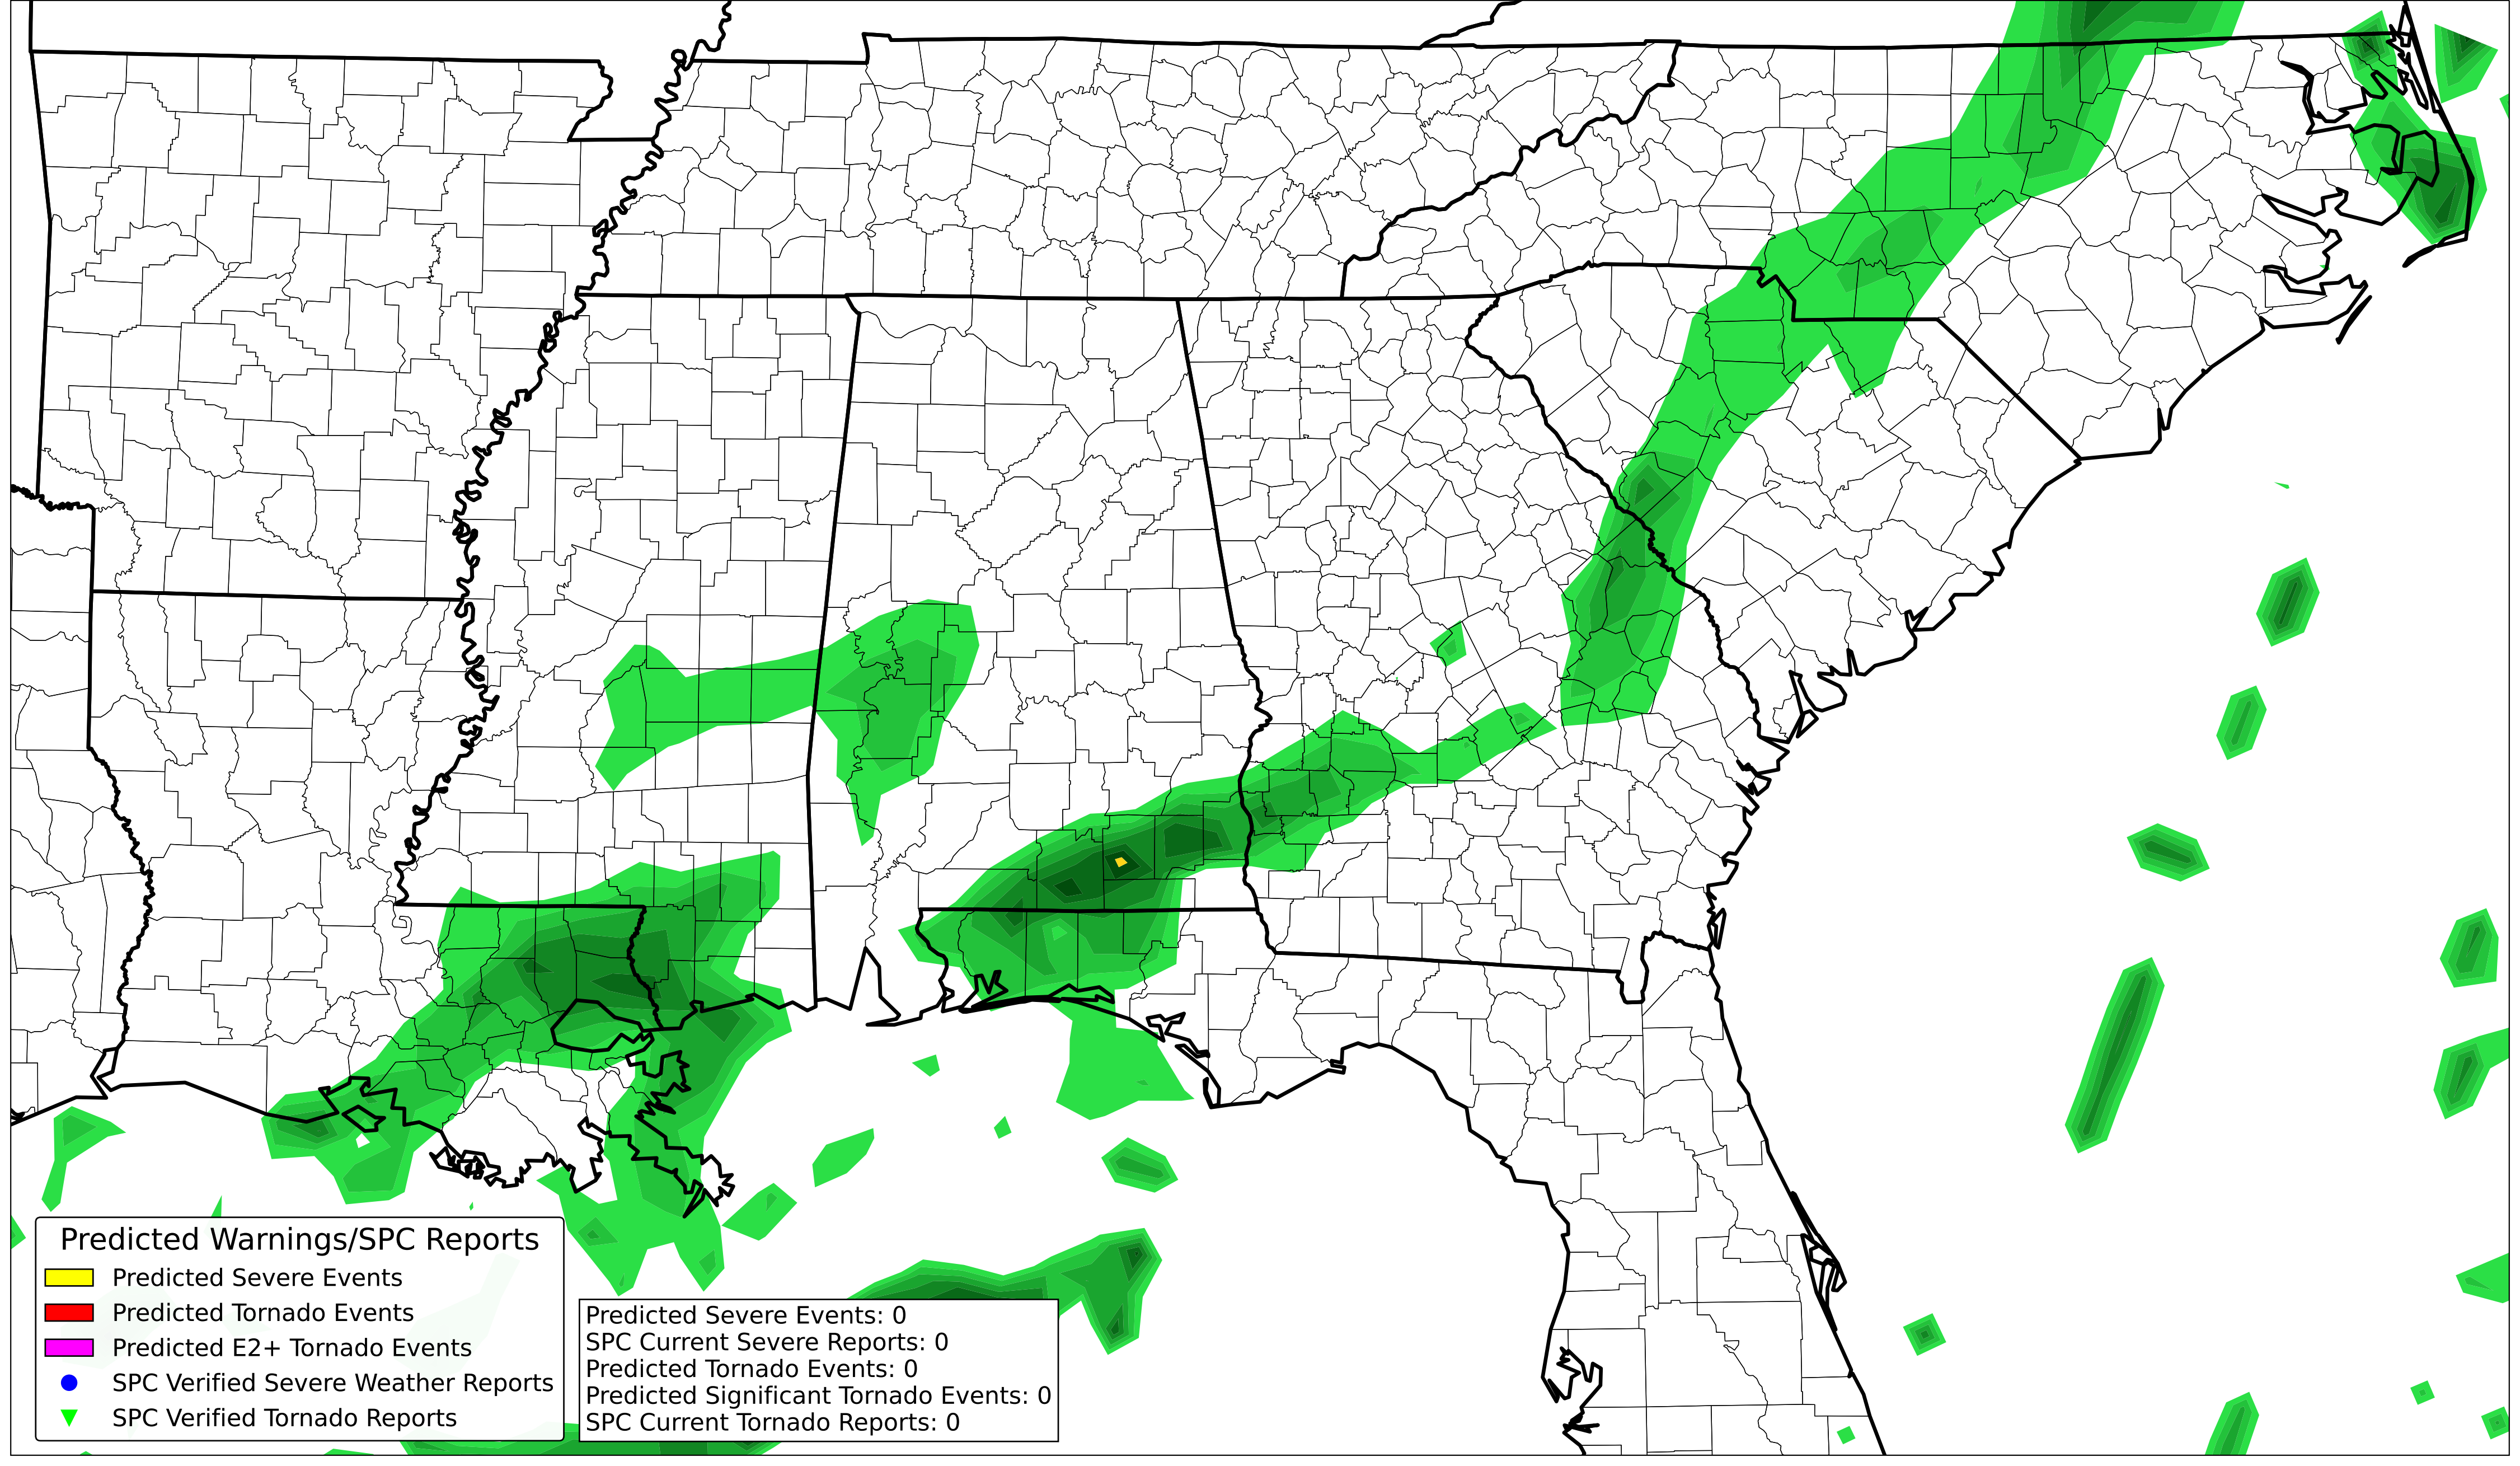 Predicted Warnings/SPC Reports
Predicted Severe Events
Predicted Tornado Events
Predicted E2+ Tornado Events
SPC Verified Severe Weather Reports
SPC Verified Tornado Reports
Predicted Severe Events: 0
SPC Current Severe Reports: 0
Predicted Tornado Events: 0
Predicted Significant Tornado Events: 0
SPC Current Tornado Reports: 0